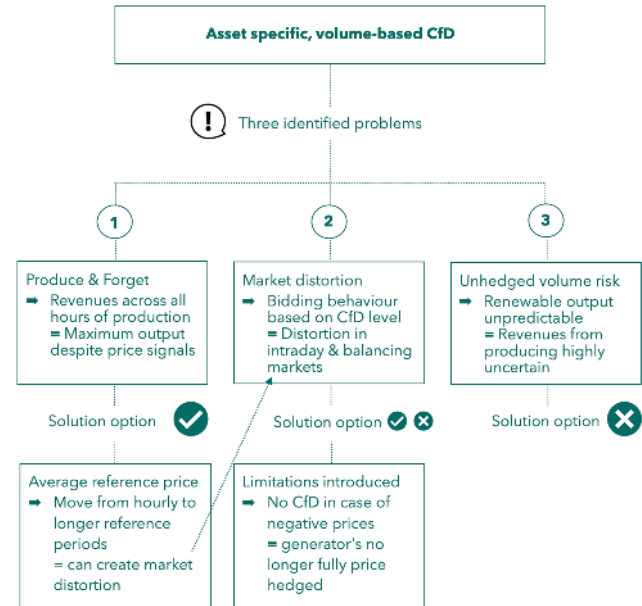 Asset specific, volume-based CfD
! Three identified problems
1
2
3
Produce & Forget
➡ Revenues across all
hours of production
= Maximum output
despite price signals
Market distortion
➡ Bidding behaviour
based on CfD level
= Distortion in
intraday & balancing
markets
Unhedged volume risk
➡ Renewable output
unpredictable
= Revenues from
producing highly
uncertain
Solution option
Solution option
Solution option
Average reference price
➡ Move from hourly to
longer reference
periods
= can create market
distortion
Limitations introduced
➡ No CfD in case of
negative prices
= generator's no
longer fully price
hedged